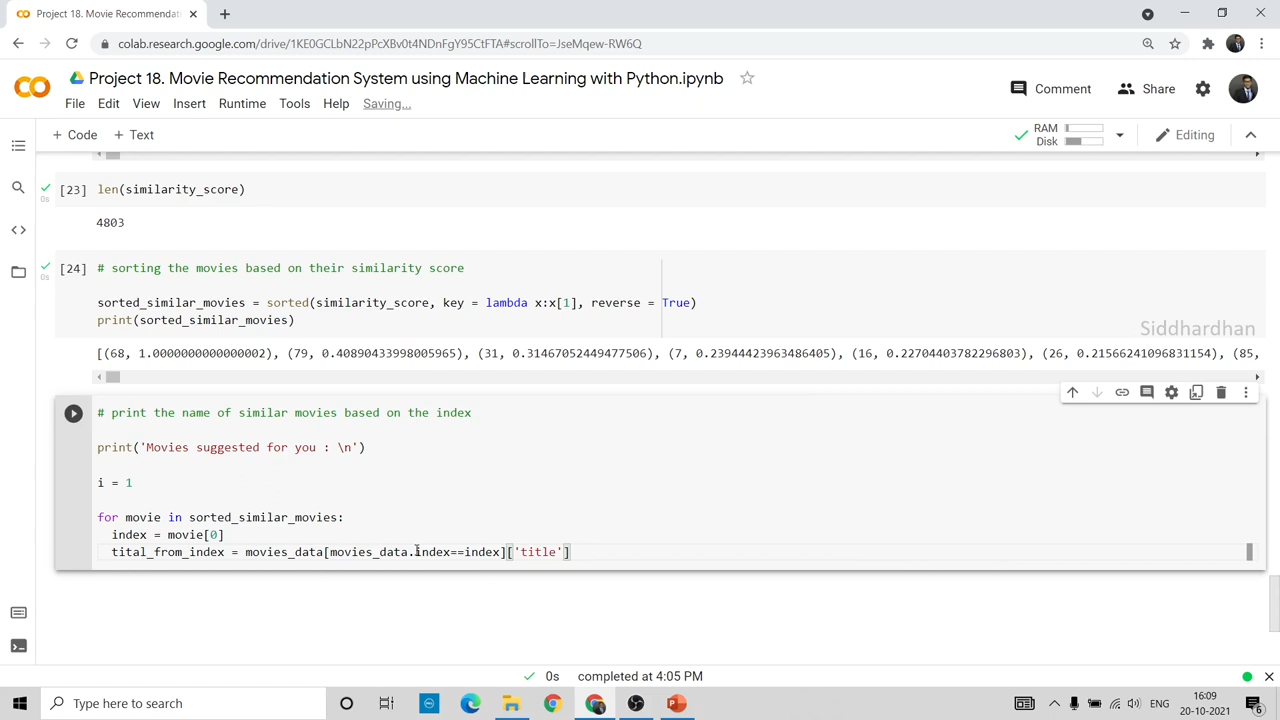 Project 18. Movie Recommendat
colab.research.google.com/drive/1KE0GCLbN22pPcXBv0t4NDnFgY95CtFTA#scrollTo=JseMqew-RW6Q
Project 18. Movie Recommendation System using Machine Learning with Python.ipynb
Comment
Share
File Edit View Insert Runtime Tools Help Saving...
+ Code + Text
RAM
Disk
Editing
[23] len(similarity_score)
0s
4803
[24] # sorting the movies based on their similarity score
0s
sorted_similar_movies = sorted(similarity_score, key = lambda x:x[1], reverse = True)
print(sorted_similar_movies)
Siddhardhan
[(68, 1.0000000000000002), (79, 0.40890433998005965), (31, 0.31467052449477506), (7, 0.23944423963486405), (16, 0.22704403782296803), (26, 0.21566241096831154), (85,
# print the name of similar movies based on the index
print('Movies suggested for you : \n')
i = 1
for movie in sorted_similar_movies:
index = movie[0]
tital_from_index = movies_data[movies_data.index==index]['title']
0s completed at 4:05 PM
Type here to search
ENG
16:09
20-10-2021
6